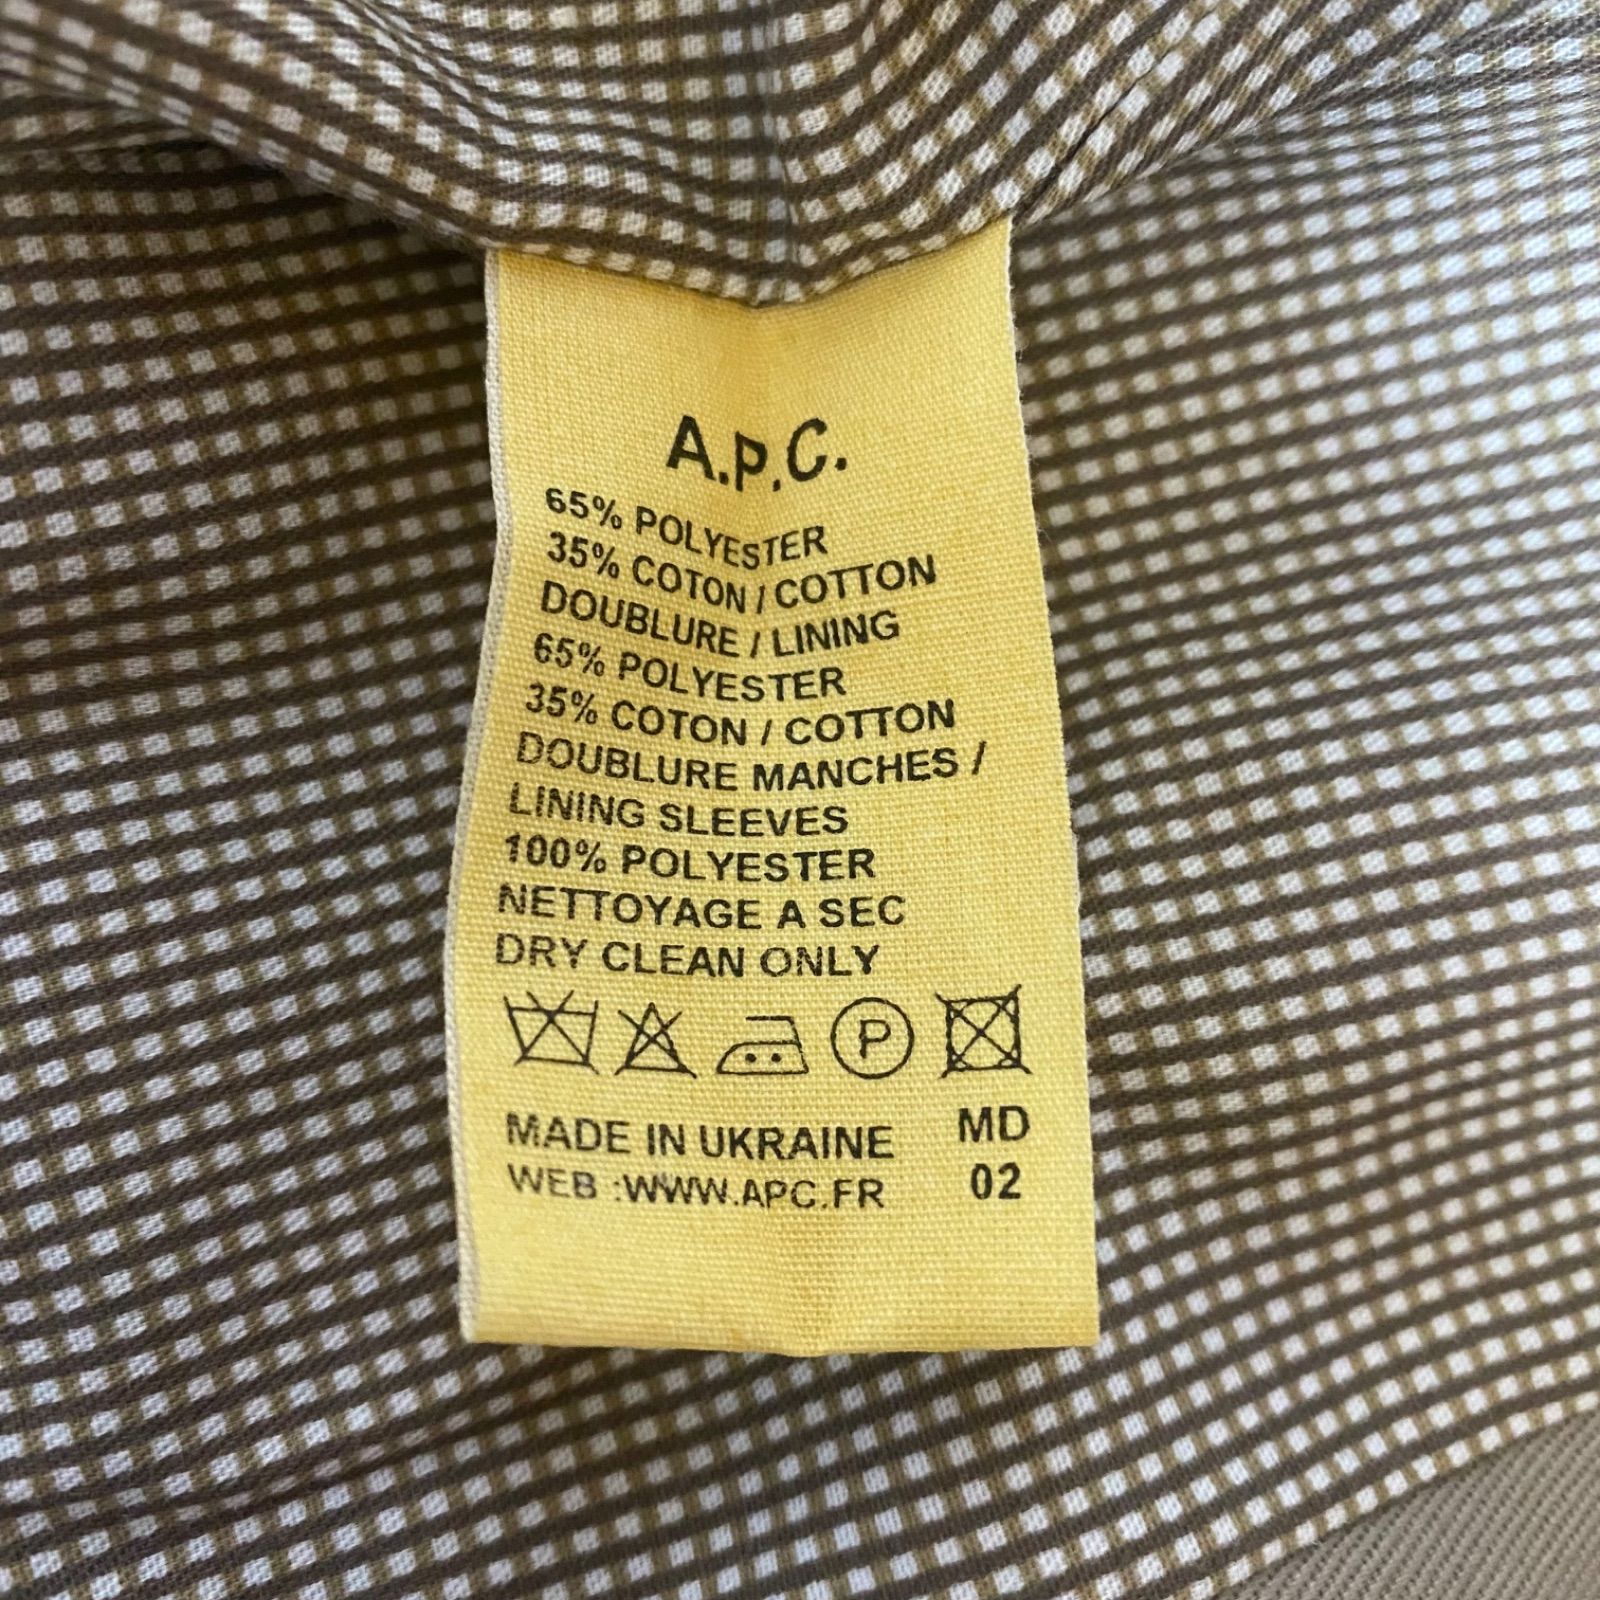 A.P.C.
65% POLYESTER
35% COTON / COTTON
DOUBLURE / LINING
65% POLYESTER
35% COTON / COTTON
DOUBLURE MANCHES /
LINING SLEEVES
100% POLYESTER
NETTOYAGE A SEC
DRY CLEAN ONLY
P
MADE IN UKRAINE MD
WEB :WWW.APC.FR 02